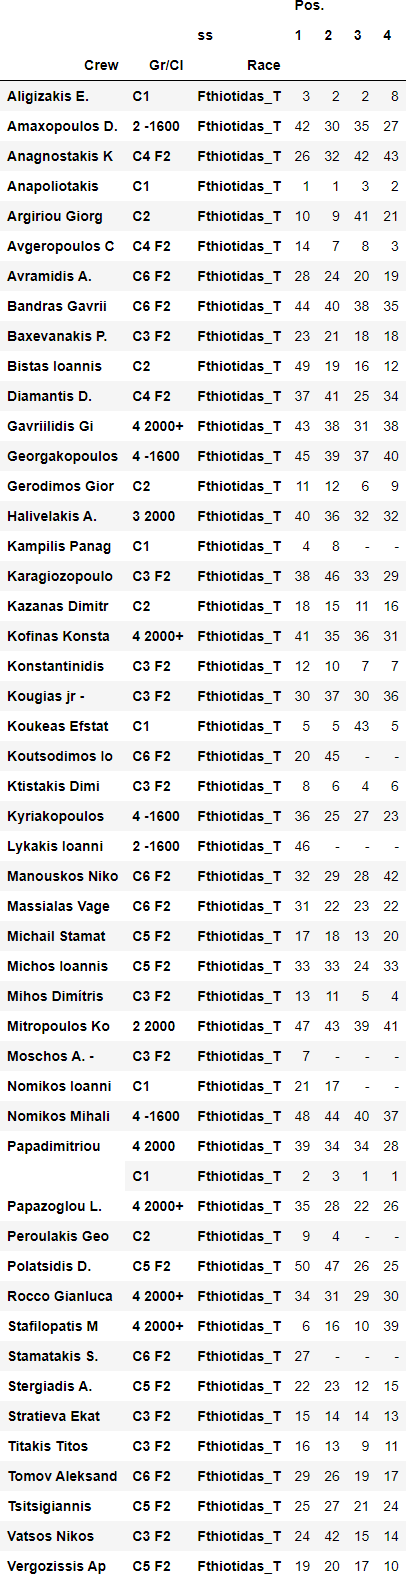 Pos.
ss 1 2 3 4
Crew Gr/Cl Race
Aligizakis E. C1 Fthiotidas_T 3 2 2 8
Amaxopoulos D. 2 -1600 Fthiotidas_T 42 30 35 27
Anagnostakis K C4 F2 Fthiotidas_T 26 32 42 43
Anapoliotakis C1 Fthiotidas_T 1 1 3 2
Argiriou Giorg C2 Fthiotidas_T 10 9 41 21
Avgeropoulos C C4 F2 Fthiotidas_T 14 7 8 3
Avramidis A. C6 F2 Fthiotidas_T 28 24 20 19
Bandras Gavrii C6 F2 Fthiotidas_T 44 40 38 35
Baxevanakis P. C3 F2 Fthiotidas_T 23 21 18 18
Bistas Ioannis C2 Fthiotidas_T 49 19 16 12
Diamantis D. C4 F2 Fthiotidas_T 37 41 25 34
Gavriilidis Gi 4 2000+ Fthiotidas_T 43 38 31 38
Georgakopoulos 4 -1600 Fthiotidas_T 45 39 37 40
Gerodimos Gior C2 Fthiotidas_T 11 12 6 9
Halivelakis A. 3 2000 Fthiotidas_T 40 36 32 32
Kampilis Panag C1 Fthiotidas_T 4 8 - -
Karagiozopoulo C3 F2 Fthiotidas_T 38 46 33 29
Kazanas Dimitr C2 Fthiotidas_T 18 15 11 16
Kofinas Konsta 4 2000+ Fthiotidas_T 41 35 36 31
Konstantinidis C3 F2 Fthiotidas_T 12 10 7 7
Kougias jr - C3 F2 Fthiotidas_T 30 37 30 36
Koukeas Efstat C1 Fthiotidas_T 5 5 43 5
Koutsodimos Io C6 F2 Fthiotidas_T 20 45 - -
Ktistakis Dimi C3 F2 Fthiotidas_T 8 6 4 6
Kyriakopoulos 4 -1600 Fthiotidas_T 36 25 27 23
Lykakis Ioanni 2 -1600 Fthiotidas_T 46 - - -
Manouskos Niko C6 F2 Fthiotidas_T 32 29 28 42
Massialas Vage C6 F2 Fthiotidas_T 31 22 23 22
Michail Stamat C5 F2 Fthiotidas_T 17 18 13 20
Michos Ioannis C5 F2 Fthiotidas_T 33 33 24 33
Mihos Dimítris C3 F2 Fthiotidas_T 13 11 5 4
Mitropoulos Ko 2 2000 Fthiotidas_T 47 43 39 41
Moschos A. - C3 F2 Fthiotidas_T 7 - - -
Nomikos Ioanni C1 Fthiotidas_T 21 17 - -
Nomikos Mihali 4 -1600 Fthiotidas_T 48 44 40 37
Papadimitriou 4 2000 Fthiotidas_T 39 34 34 28
C1 Fthiotidas_T 2 3 1 1
Papazoglou L. 4 2000+ Fthiotidas_T 35 28 22 26
Peroulakis Geo C2 Fthiotidas_T 9 4 - -
Polatsidis D. C5 F2 Fthiotidas_T 50 47 26 25
Rocco Gianluca 4 2000+ Fthiotidas_T 34 31 29 30
Stafilopatis M 4 2000+ Fthiotidas_T 6 16 10 39
Stamatakis S. C6 F2 Fthiotidas_T 27 - - -
Stergiadis A. C5 F2 Fthiotidas_T 22 23 12 15
Stratieva Ekat C3 F2 Fthiotidas_T 15 14 14 13
Titakis Titos C3 F2 Fthiotidas_T 16 13 9 11
Tomov Aleksand C6 F2 Fthiotidas_T 29 26 19 17
Tsitsigiannis C5 F2 Fthiotidas_T 25 27 21 24
Vatsos Nikos C3 F2 Fthiotidas_T 24 42 15 14
Vergozissis Ap C5 F2 Fthiotidas_T 19 20 17 10